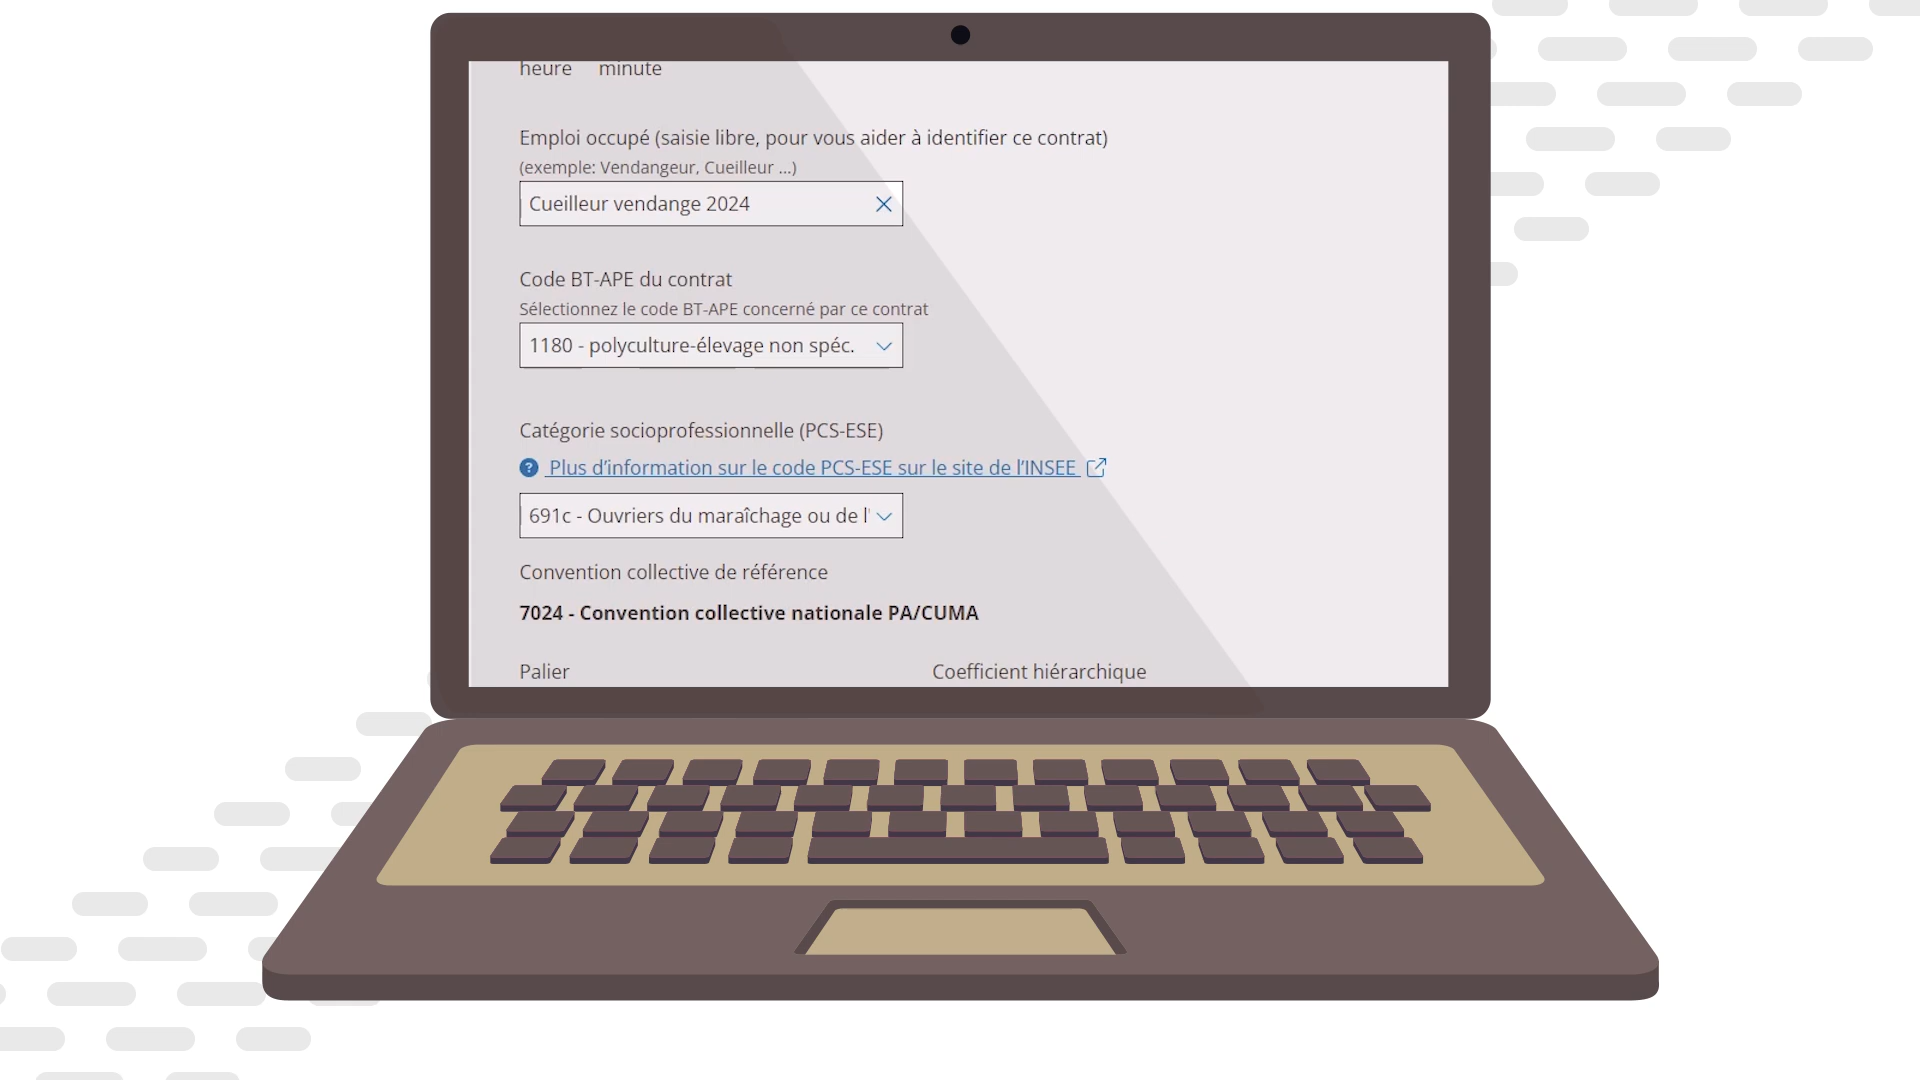 heure minute
Emploi occupé (saisie libre, pour vous aider à identifier ce contrat)
(exemple: Vendangeur, Cueilleur ...)
Cueilleur vendange 2024
Code BT-APE du contrat
Sélectionnez le code BT-APE concerné par ce contrat
1180 - polyculture-élevage non spéc.
Catégorie socioprofessionnelle (PCS-ESE)
? Plus d'information sur le code PCS-ESE sur le site de l'INSEE
691c - Ouvriers du maraîchage ou de l'
Convention collective de référence
7024 - Convention collective nationale PA/CUMA
Palier Coefficient hiérarchique